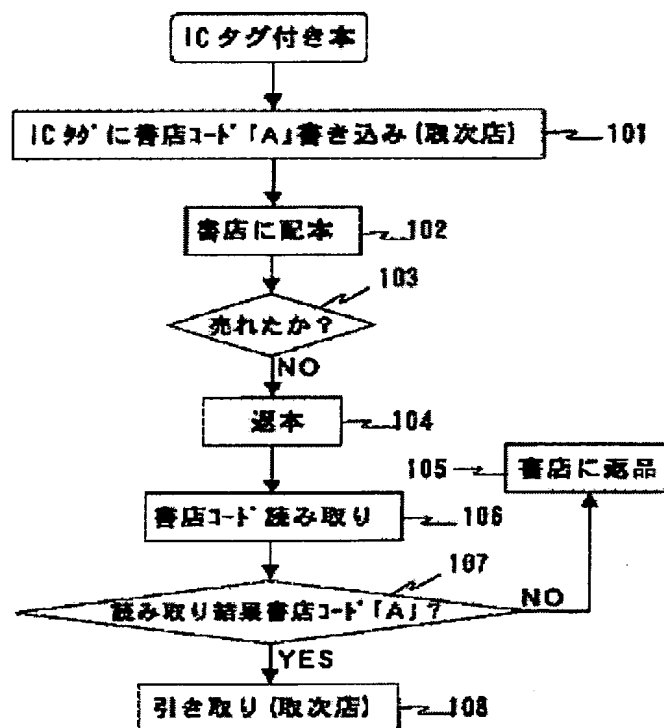 ICタグ付き本
ICﾀｸﾞに書店ｺｰﾄﾞ「A」書き込み(取次店)
101
書店に配本
102
103
売れたか？
NO
返本
104
105
書店に返品
書店ｺｰﾄﾞ読み取り
106
107
読み取り結果書店ｺｰﾄﾞ「A」？
NO
YES
引き取り(取次店)
108